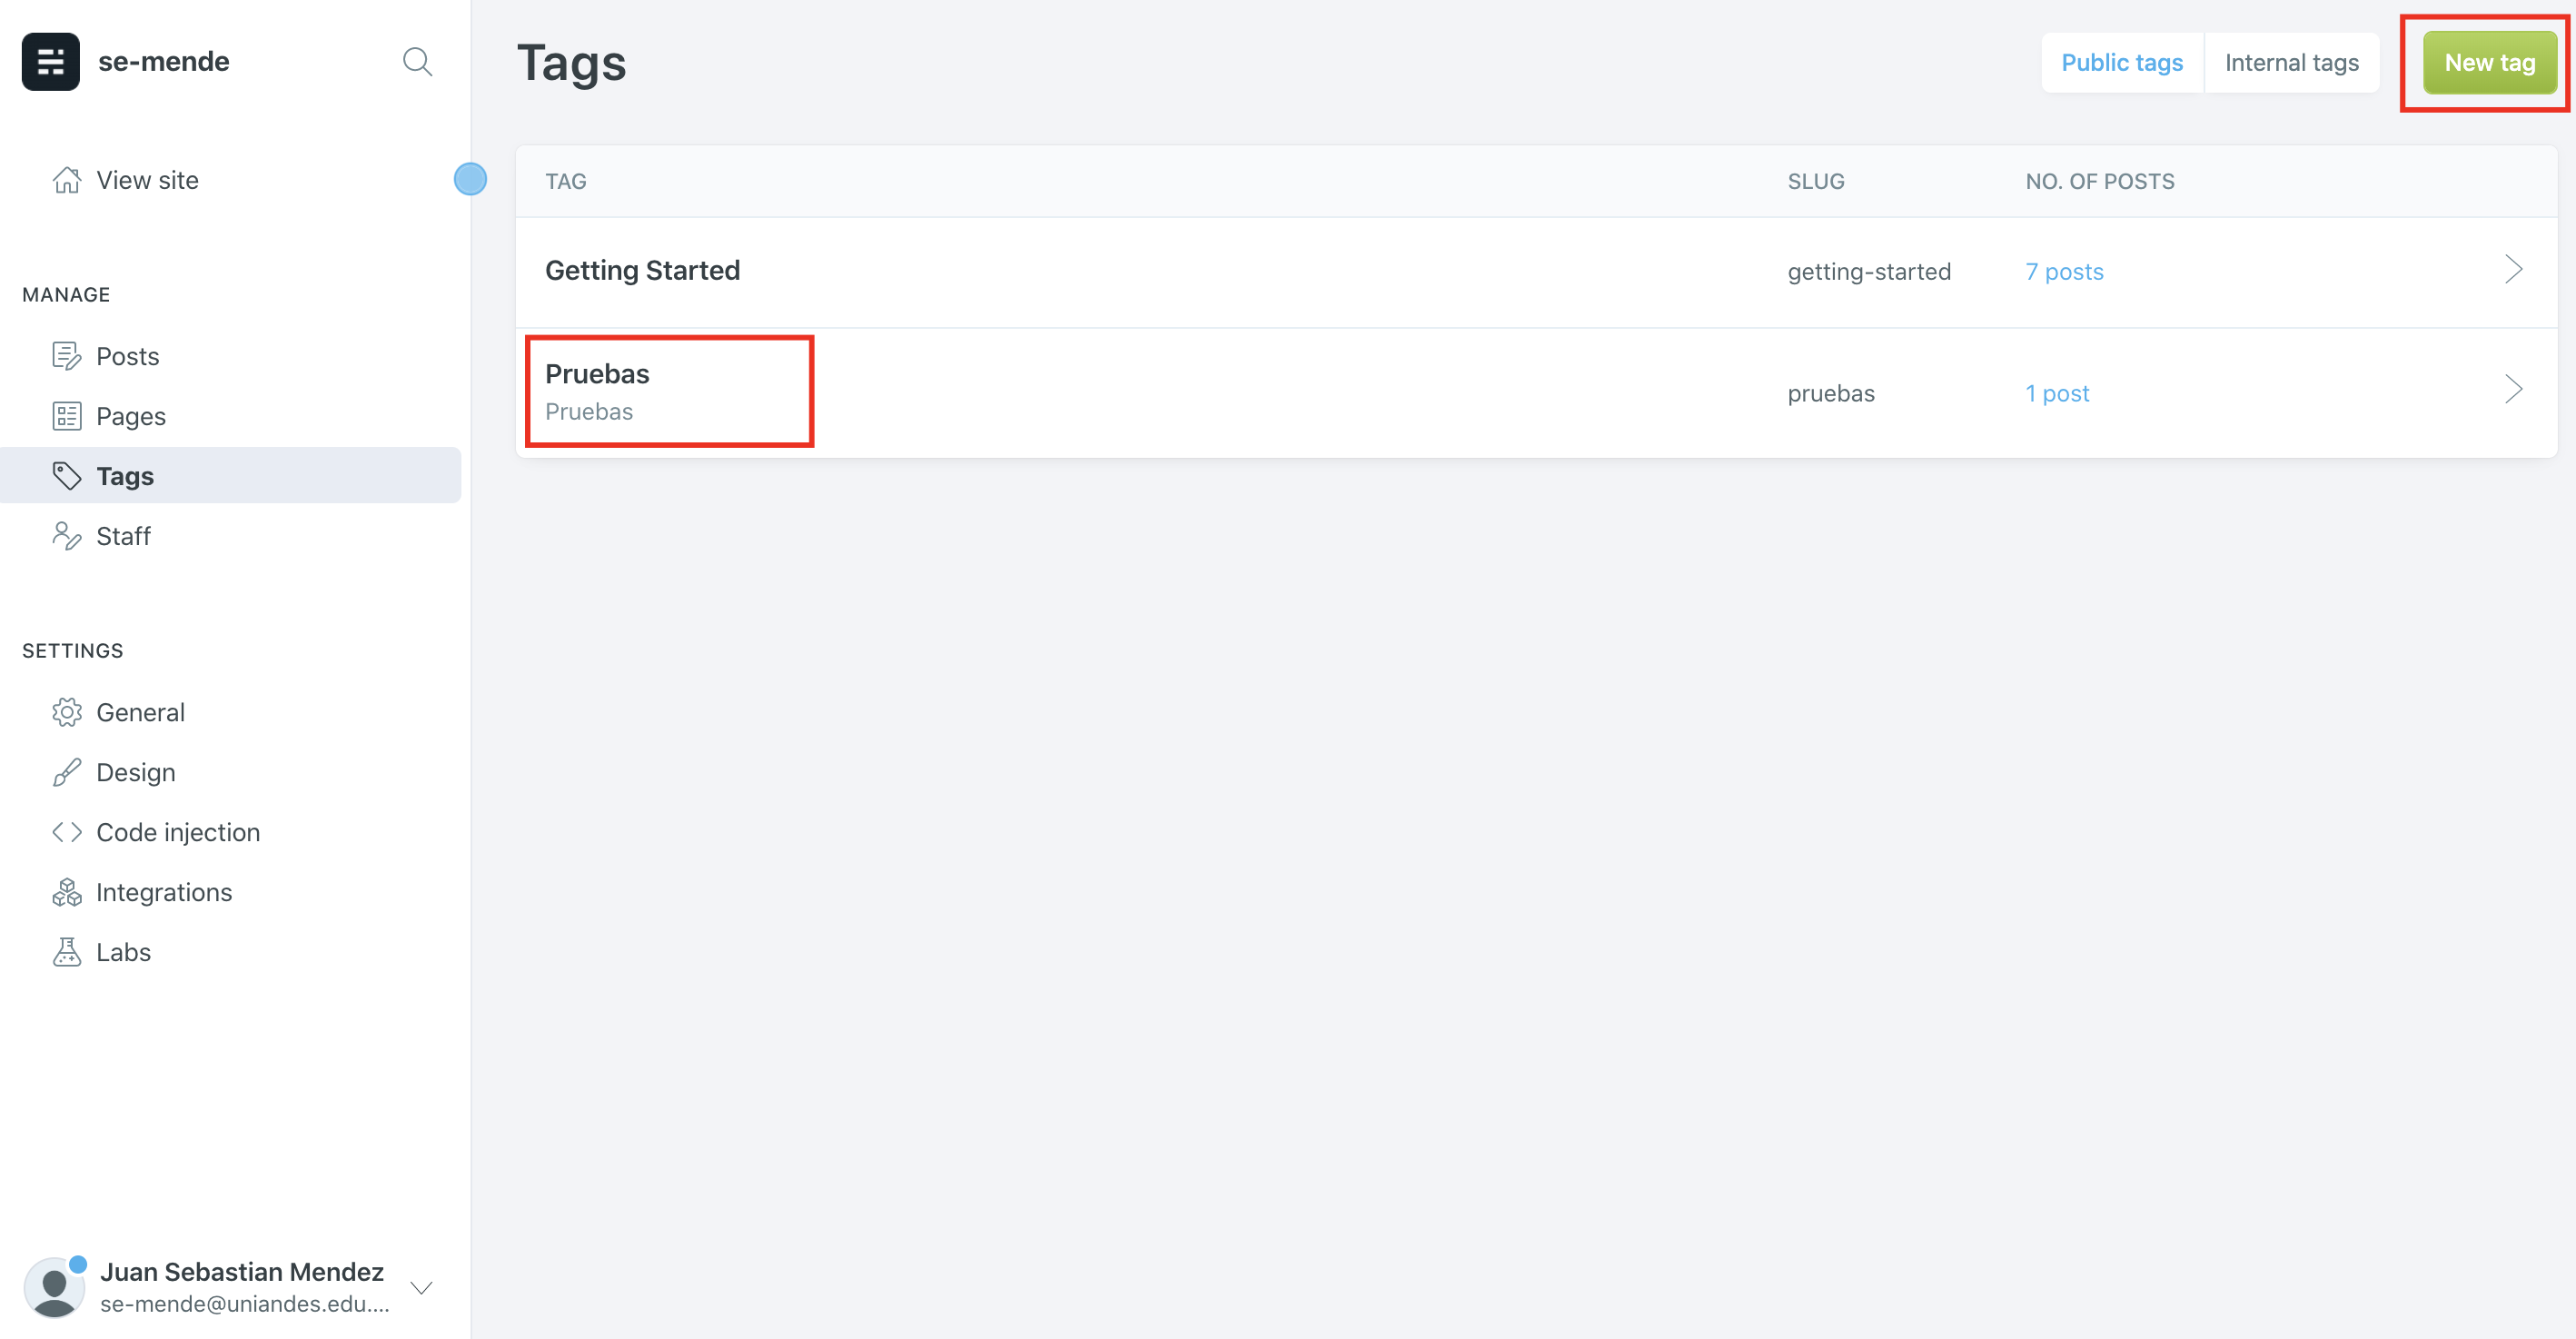 se-mende
View site
MANAGE
Posts
Pages
Tags
Staff
SETTINGS
General
Design
Code injection
Integrations
Labs
Juan Sebastian Mendez
se-mende@uniandes.edu....
Tags
Public tags Internal tags New tag
TAG SLUG NO. OF POSTS
Getting Started getting-started 7 posts
Pruebas
Pruebas
pruebas 1 post